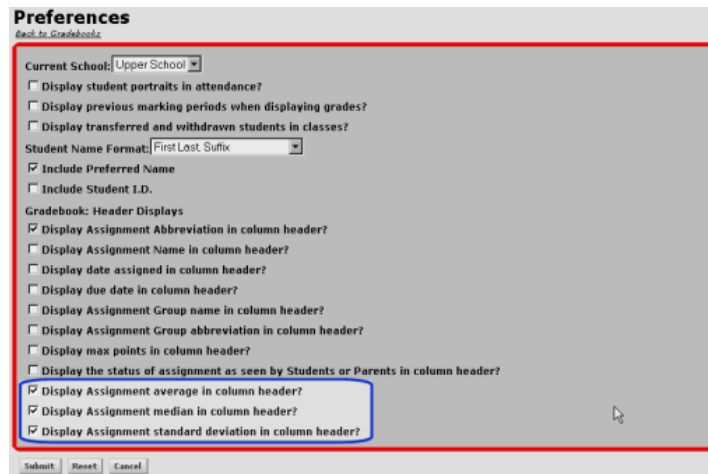 Preferences
Back to Gradebooks
Current School: Upper School
Display student portraits in attendance?
Display previous marking periods when displaying grades?
Display transferred and withdrawn students in classes?
Student Name Format: First Last, Suffix
Include Preferred Name
Include Student I.D.
Gradebook: Header Displays
Display Assignment Abbreviation in column header?
Display Assignment Name in column header?
Display date assigned in column header?
Display due date in column header?
Display Assignment Group name in column header?
Display Assignment Group abbreviation in column header?
Display max points in column header?
Display the status of assignment as seen by Students or Parents in column header?
Display Assignment average in column header?
Display Assignment median in column header?
Display Assignment standard deviation in column header?
Submit Reset Cancel